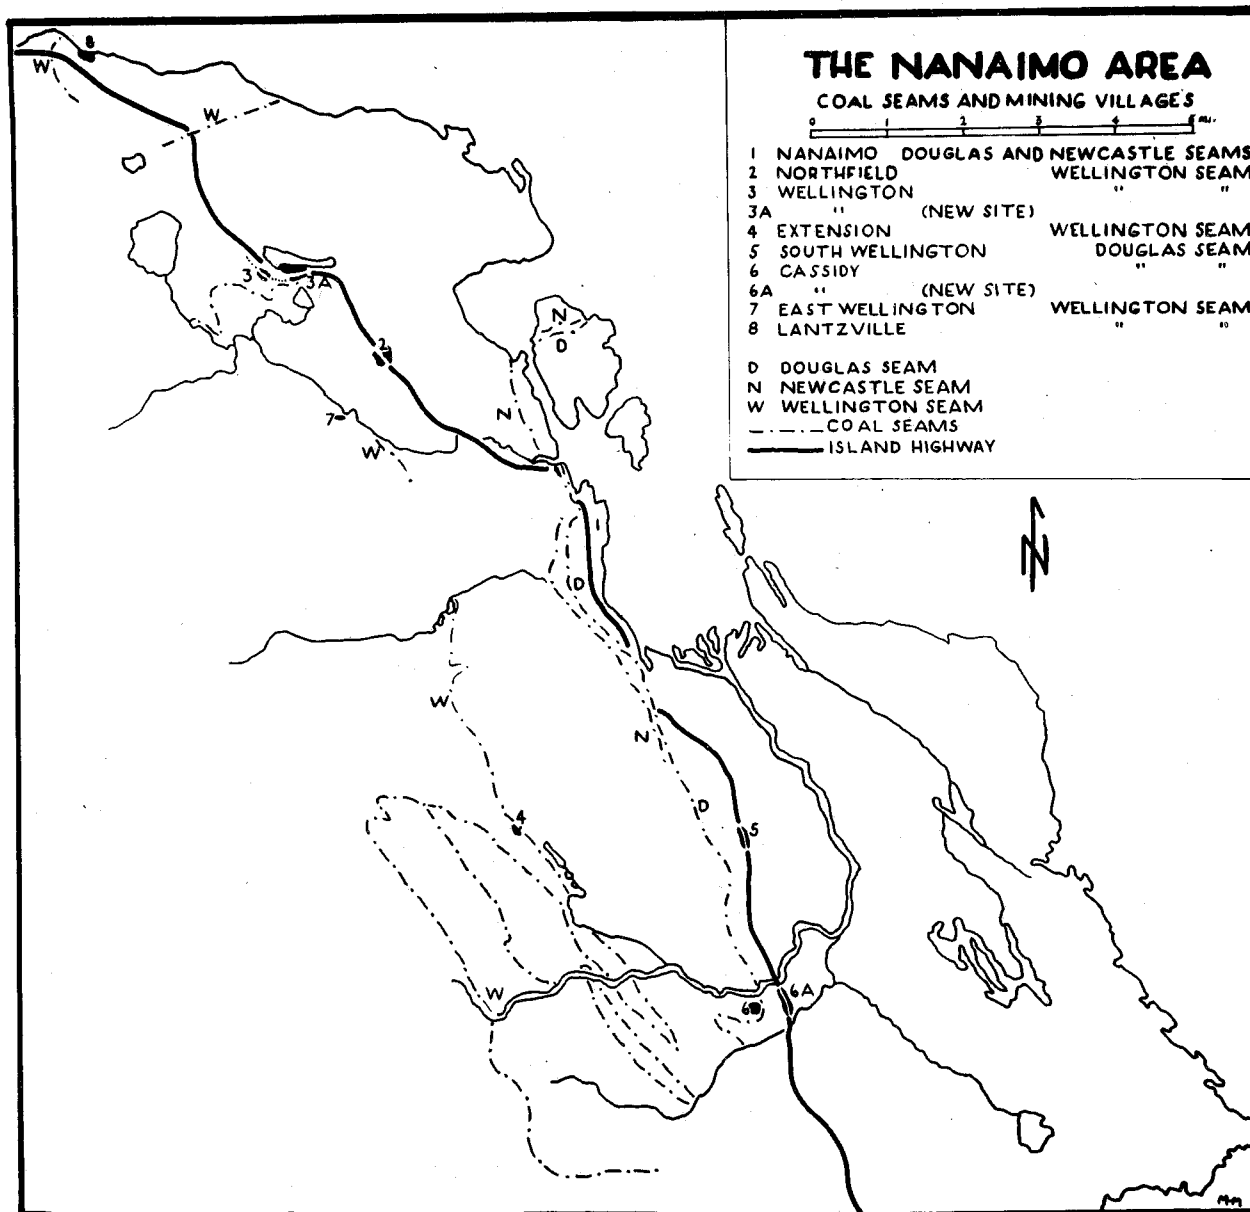 THE NANAIMO AREA
COAL SEAMS AND MINING VILLAGES
0 1 2 3 4 5 MI.
1 NANAIMO DOUGLAS AND NEWCASTLE SEAMS
2 NORTHFIELD WELLINGTON SEAM
3 WELLINGTON " "
3A " (NEW SITE)
4 EXTENSION WELLINGTON SEAM
5 SOUTH WELLINGTON DOUGLAS SEAM
6 CASSIDY " "
6A " (NEW SITE)
7 EAST WELLINGTON WELLINGTON SEAM
8 LANTZVILLE " "
D DOUGLAS SEAM
N NEWCASTLE SEAM
W WELLINGTON SEAM
COAL SEAMS
ISLAND HIGHWAY
N
8
W
W
3
3A
N
D
2
N
7
W
D
W
N
D
4
5
W
6
6A
MM